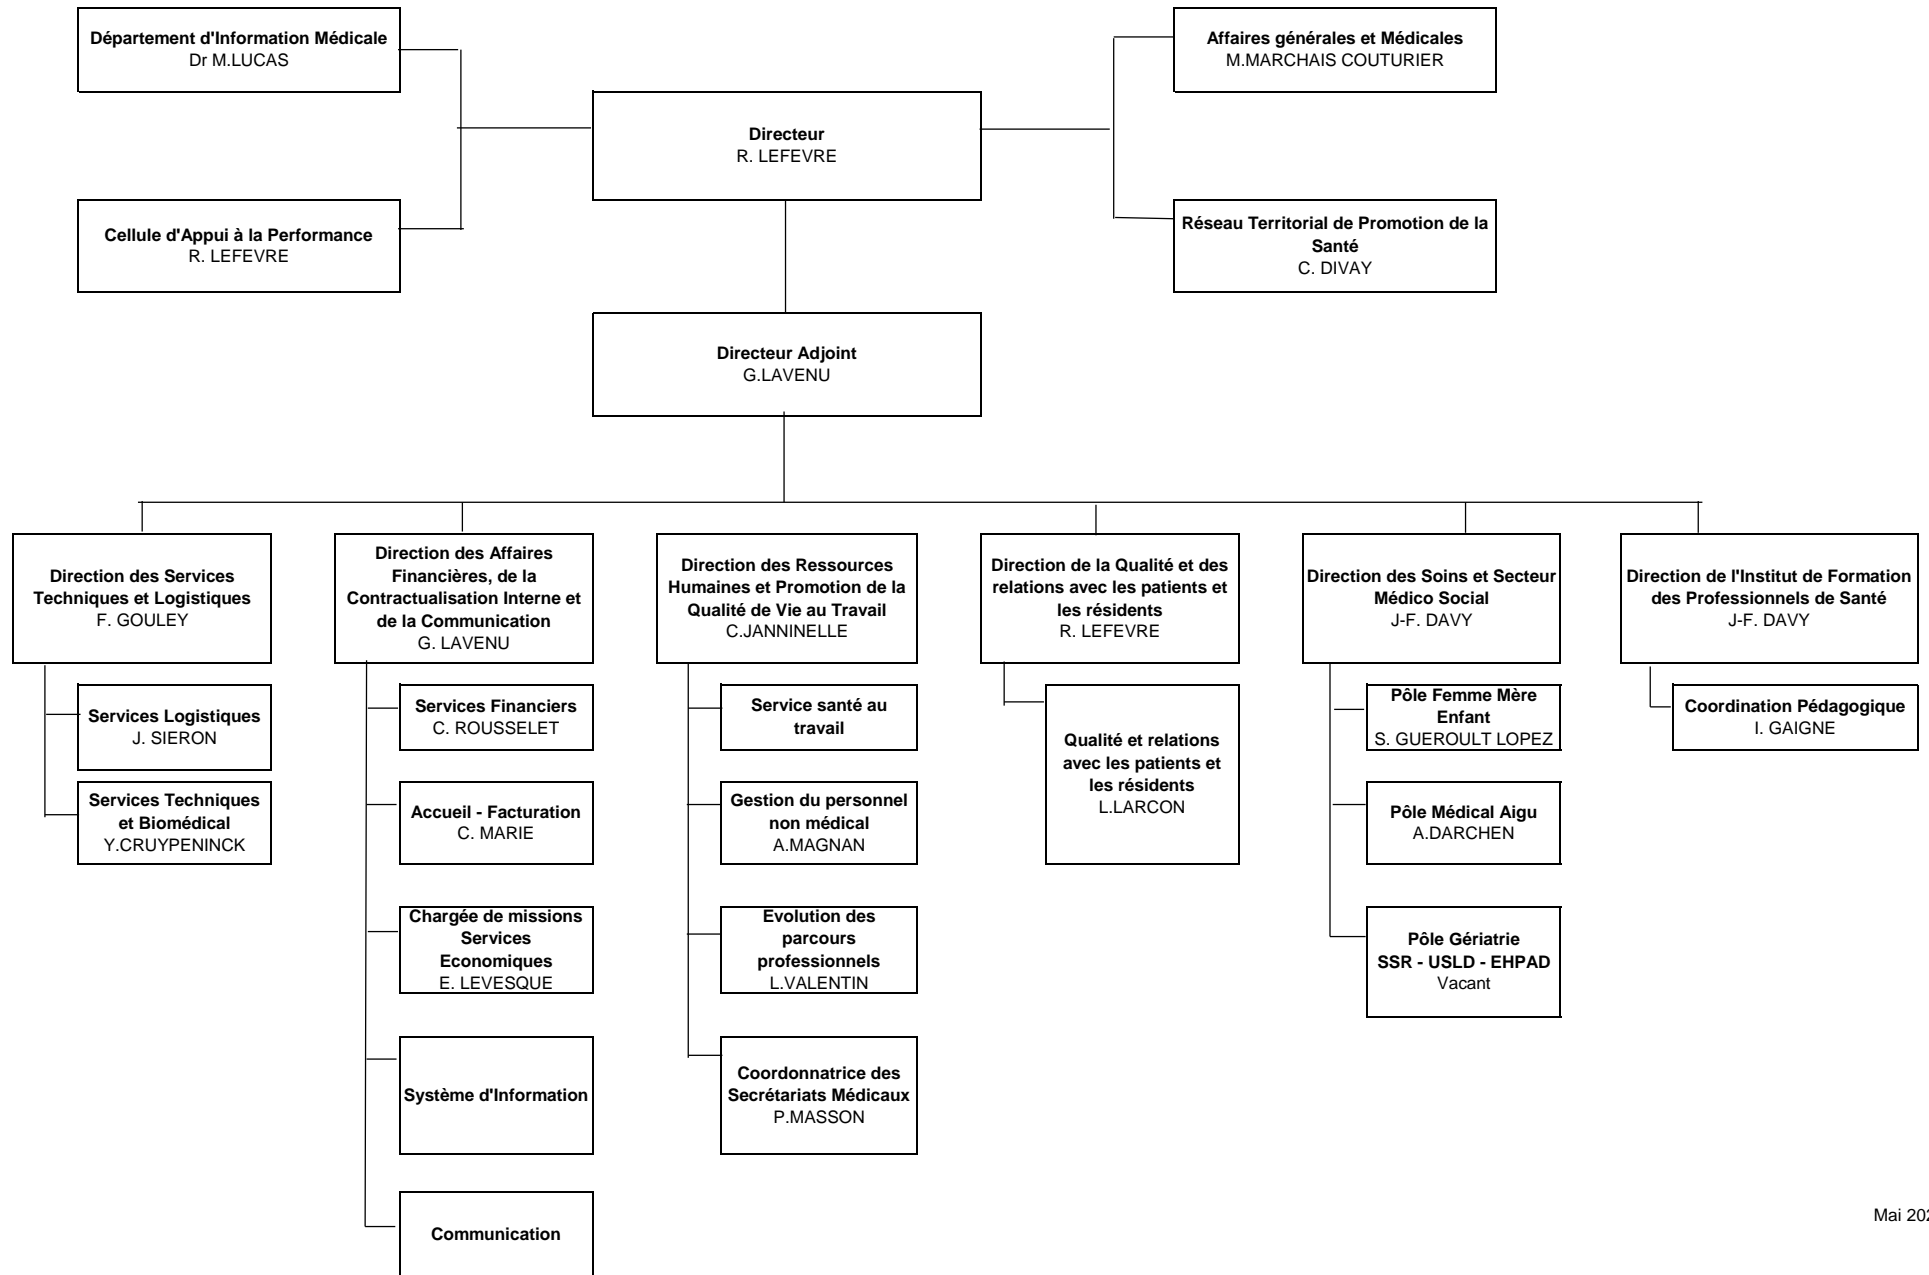 Département d'Information Médicale
Dr M.LUCAS
Affaires générales et Médicales
M.MARCHAIS COUTURIER
Directeur
R. LEFEVRE
Cellule d'Appui à la Performance
R. LEFEVRE
Réseau Territorial de Promotion de la
Santé
C. DIVAY
Directeur Adjoint
G.LAVENU
Direction des Services
Techniques et Logistiques
F. GOULEY
Direction des Affaires
Financières, de la
Contractualisation Interne et
de la Communication
G. LAVENU
Direction des Ressources
Humaines et Promotion de la
Qualité de Vie au Travail
C.JANNINELLE
Direction de la Qualité et des
relations avec les patients et
les résidents
R. LEFEVRE
Direction des Soins et Secteur
Médico Social
J-F. DAVY
Direction de l'Institut de Formation
des Professionnels de Santé
J-F. DAVY
Services Logistiques
J. SIERON
Services Techniques
et Biomédical
Y.CRUYPENINCK
Services Financiers
C. ROUSSELET
Accueil - Facturation
C. MARIE
Chargée de missions
Services
Economiques
E. LEVESQUE
Système d'Information
Communication
Service santé au
travail
Gestion du personnel
non médical
A.MAGNAN
Evolution des
parcours
professionnels
L.VALENTIN
Coordonnatrice des
Secrétariats Médicaux
P.MASSON
Qualité et relations
avec les patients et
les résidents
L.LARCON
Pôle Femme Mère
Enfant
S. GUEROULT LOPEZ
Pôle Médical Aigu
A.DARCHEN
Pôle Gériatrie
SSR - USLD - EHPAD
Vacant
Coordination Pédagogique
I. GAIGNE
Mai